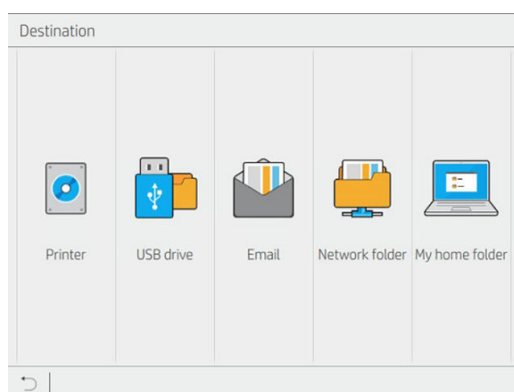 Destination
Printer
USB drive
Email
Network folder
My home folder